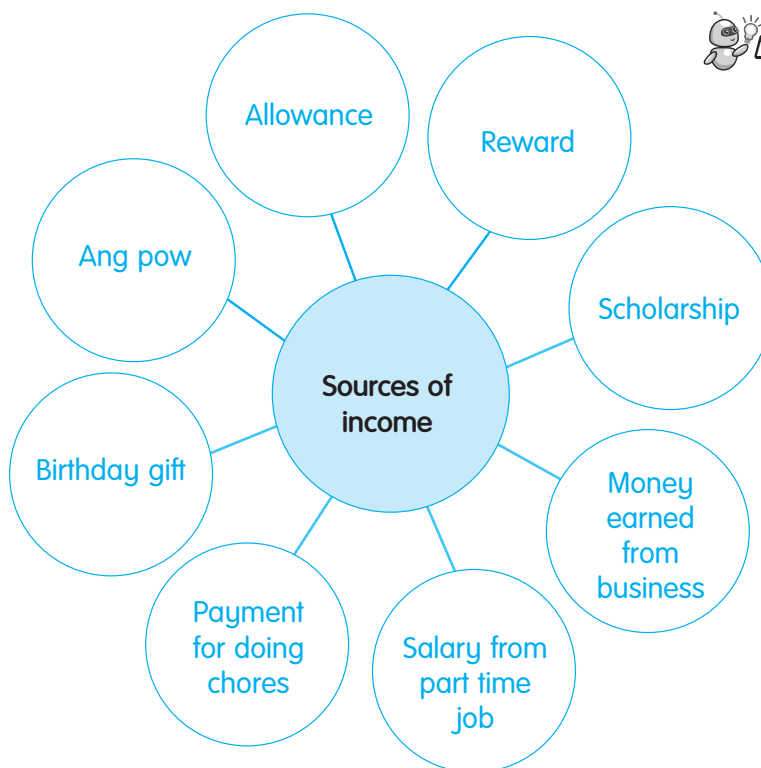 Allowance
Reward
Ang pow
Scholarship
Sources of
income
Birthday gift
Money
earned
from
business
Payment
for doing
chores
Salary from
part time
job